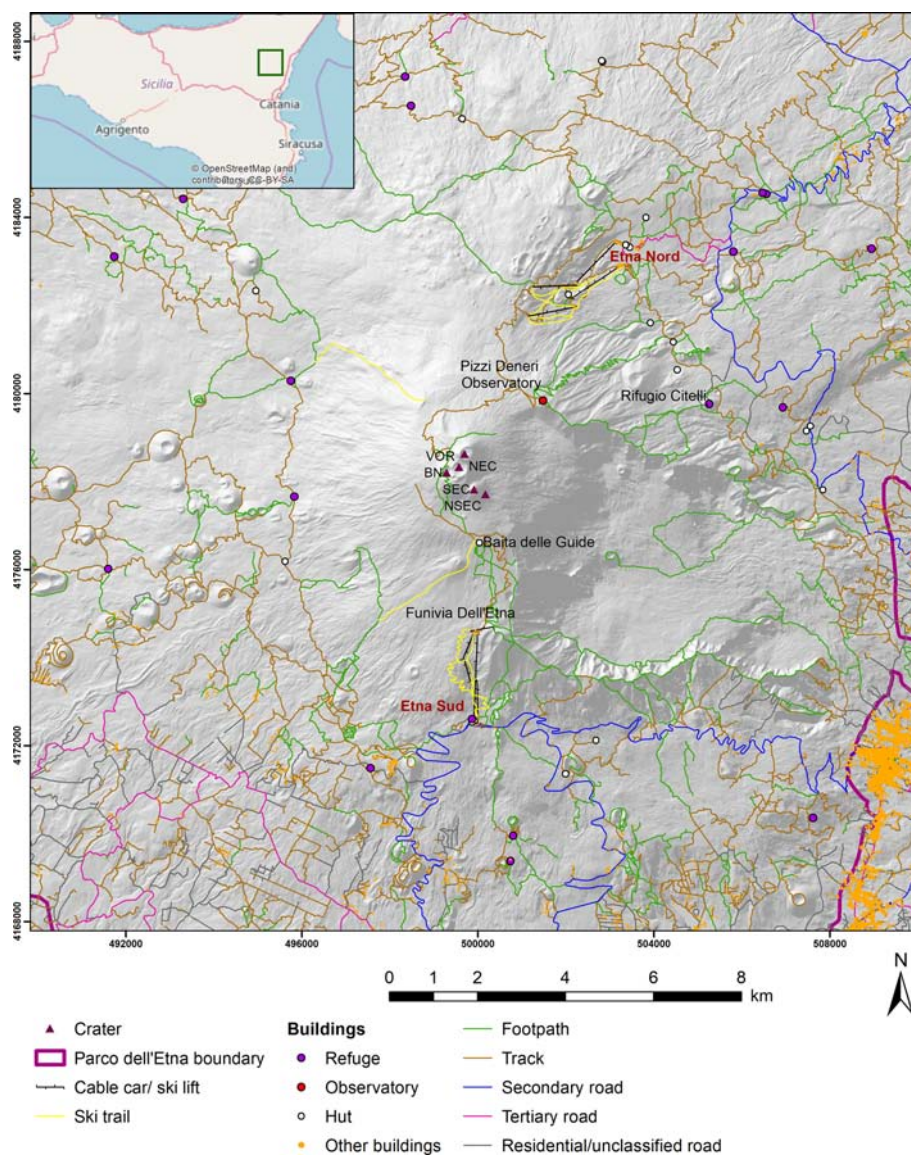 4188000
Sicilia
Catania
Agrigento
Siracusa
© OpenStreetMap (and)
contributors, CC-BY-SA
4184000
Etna Nord
Pizzi Deneri
Observatory
4180000
Rifugio Citelli
VOR
NEC
BN
SEC
NSEC
Baita delle Guide
4176000
Funivia Dell'Etna
Etna Sud
4172000
4168000
492000
496000
500000
504000
508000
N
0 1 2 4 6 8
km
Crater
Parco dell'Etna boundary
Cable car/ ski lift
Ski trail
Buildings
Refuge
Observatory
Hut
Other buildings
Footpath
Track
Secondary road
Tertiary road
Residential/unclassified road